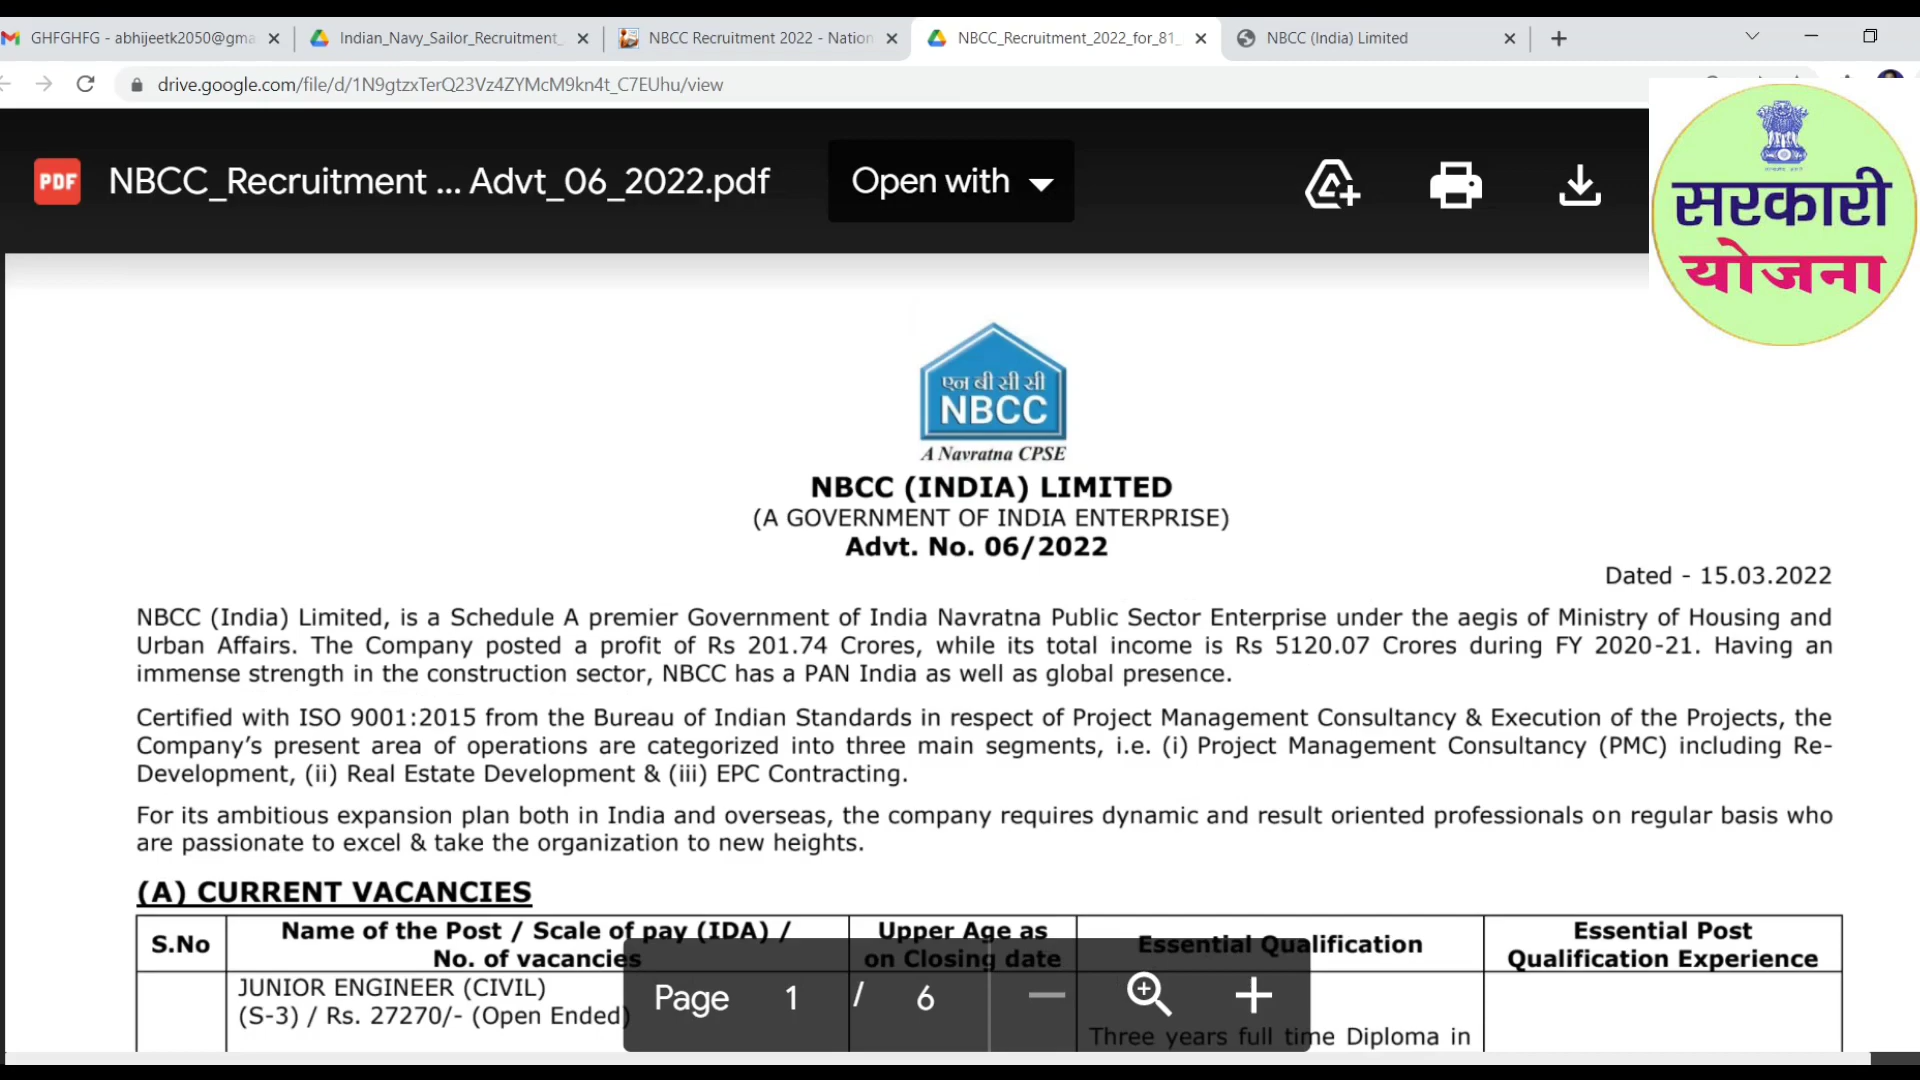 GHFGHFG - abhijeetk2050@gma
Indian_Navy_Sailor_Recruitment_
NBCC Recruitment 2022 - Nation
NBCC_Recruitment_2022_for_81_
NBCC (India) Limited
drive.google.com/file/d/1N9gtzxTerQ23Vz4ZYMcM9kn4t_C7EUhu/view
PDF
NBCC_Recruitment ... Advt_06_2022.pdf
Open with
सरकारी
योजना
एन बी सी सी
NBCC
A Navratna CPSE
NBCC (INDIA) LIMITED
(A GOVERNMENT OF INDIA ENTERPRISE)
Advt. No. 06/2022
Dated - 15.03.2022
NBCC (India) Limited, is a Schedule A premier Government of India Navratna Public Sector Enterprise under the aegis of Ministry of Housing and
Urban Affairs. The Company posted a profit of Rs 201.74 Crores, while its total income is Rs 5120.07 Crores during FY 2020-21. Having an
immense strength in the construction sector, NBCC has a PAN India as well as global presence.
Certified with ISO 9001:2015 from the Bureau of Indian Standards in respect of Project Management Consultancy & Execution of the Projects, the
Company's present area of operations are categorized into three main segments, i.e. (i) Project Management Consultancy (PMC) including Re-
Development, (ii) Real Estate Development & (iii) EPC Contracting.
For its ambitious expansion plan both in India and overseas, the company requires dynamic and result oriented professionals on regular basis who
are passionate to excel & take the organization to new heights.
(A) CURRENT VACANCIES
S.No
Name of the Post / Scale of pay (IDA) /
No. of vacancies
Upper Age as
on Closing date
Essential Qualification
Essential Post
Qualification Experience
JUNIOR ENGINEER (CIVIL)
(S-3) / Rs. 27270/- (Open Ended)
Three years full time Diploma in
Page 1 / 6